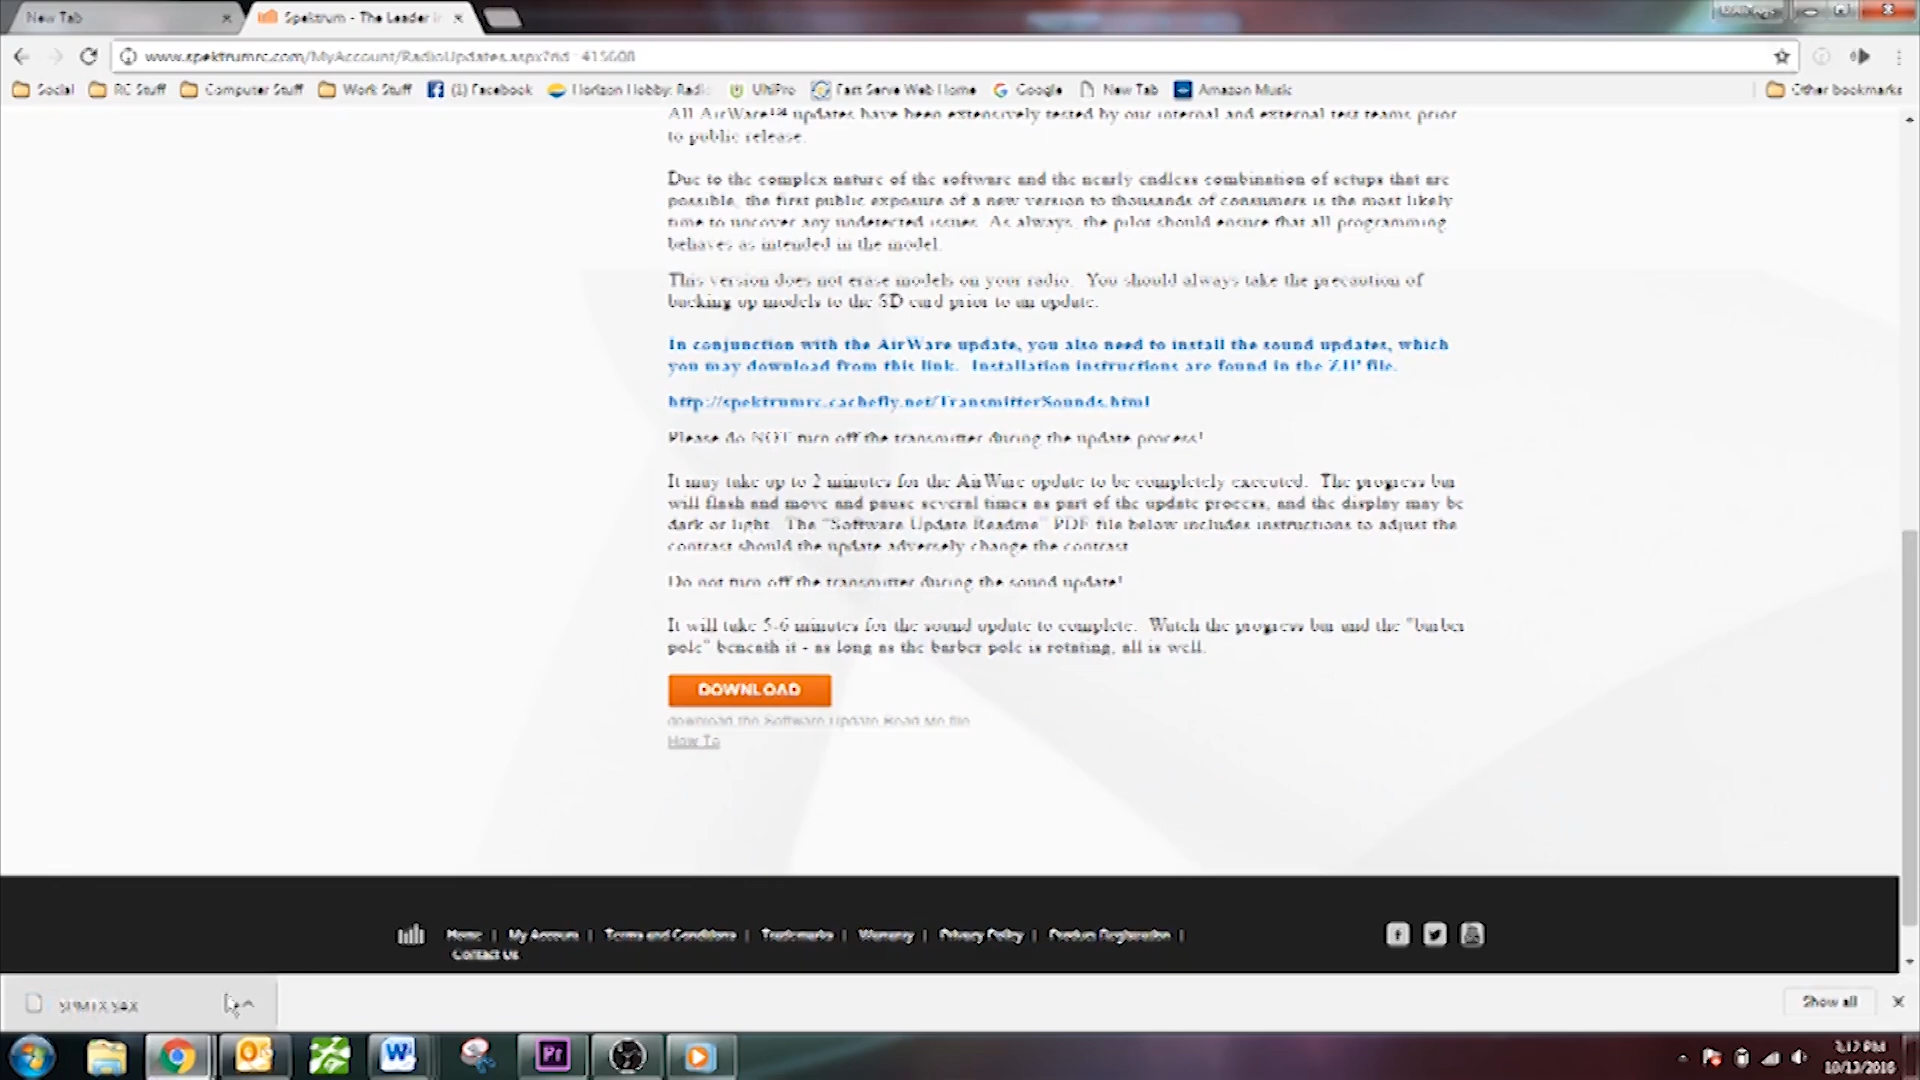 New Tab
Spektrum - The Leader in
www.spektrumrc.com/MyAccount/RadioUpdates.aspx?rid=415608
Social
RC Stuff
Computer Stuff
Work Stuff
(1) Facebook
Horizon Hobby: Radi
UltiPro
Fast Serve Web Home
Google
New Tab
Amazon Music
Other bookmarks
All AirWare™ updates have been extensively tested by our internal and external test teams prior
to public release.
Due to the complex nature of the software and the nearly endless combination of setups that are
possible, the first public exposure of a new version to thousands of consumers is the most likely
time to uncover any undetected issues. As always, the pilot should ensure that all programming
behaves as intended in the model.
This version does not erase models on your radio. You should always take the precaution of
backing up models to the SD card prior to an update.
In conjunction with the AirWare update, you also need to install the sound updates, which
you may download from this link. Installation instructions are found in the ZIP file.
http://spektrumrc.cachefly.net/TransmitterSounds.html
Please do NOT turn off the transmitter during the update process!
It may take up to 2 minutes for the AirWare update to be completely executed. The progress bar
will flash and move and pause several times as part of the update process, and the display may be
dark or light. The "Software Update Readme" PDF file below includes instructions to adjust the
contrast should the update adversely change the contrast
Do not turn off the transmitter during the sound update!
It will take 5-6 minutes for the sound update to complete. Watch the progress bar and the "barber
pole" beneath it - as long as the barber pole is rotating, all is well.
DOWNLOAD
download the Software Update Read Me file
How To
Home | My Account | Terms and Conditions | Trademarks | Warranty | Privacy Policy | Product Registration |
Contact Us
SPMTX.SAX
Show all
3:17 PM
10/13/2016